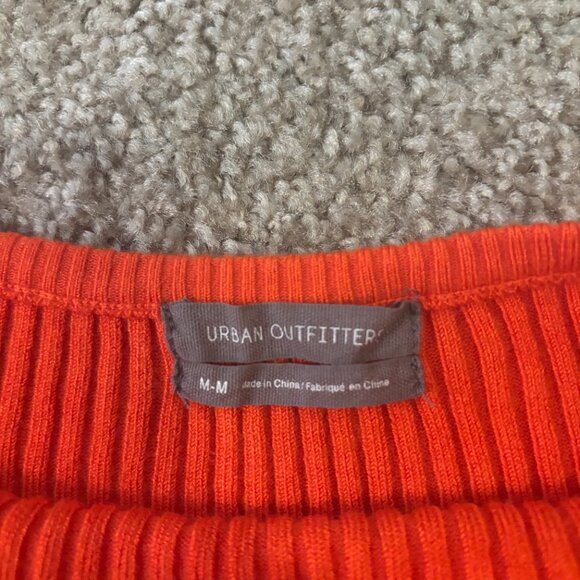 URBAN OUTFITTERS
M-M Made in China/Fabriqué en Chine